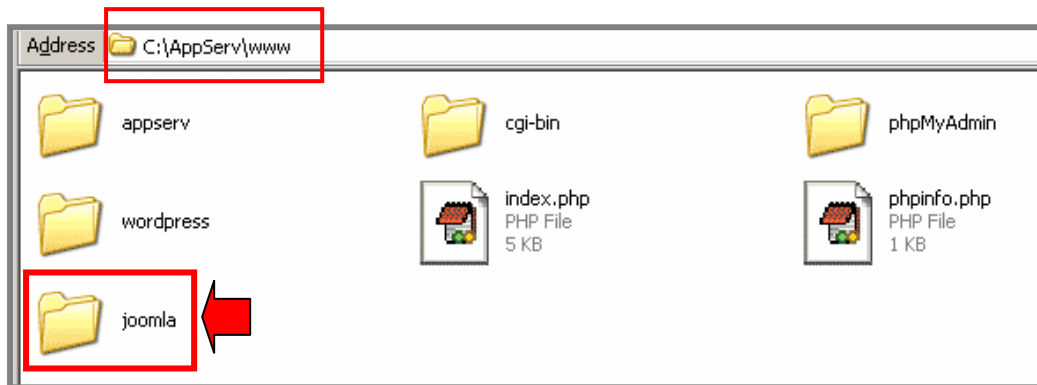 Address C:\AppServ\www
appserv
cgi-bin
phpMyAdmin
wordpress
index.php
PHP File
5 KB
phpinfo.php
PHP File
1 KB
joomla